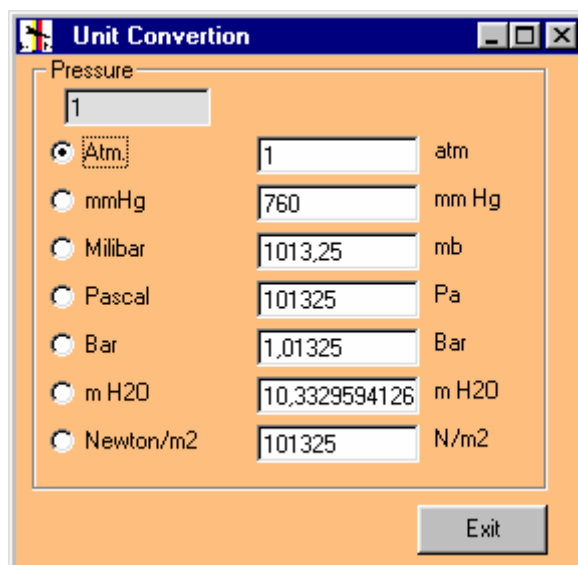 Unit Convertion
Pressure
1
Atm. 1 atm
mmHg 760 mm Hg
Milibar 1013,25 mb
Pascal 101325 Pa
Bar 1,01325 Bar
m H2O 10,3329594126 m H2O
Newton/m2 101325 N/m2
Exit